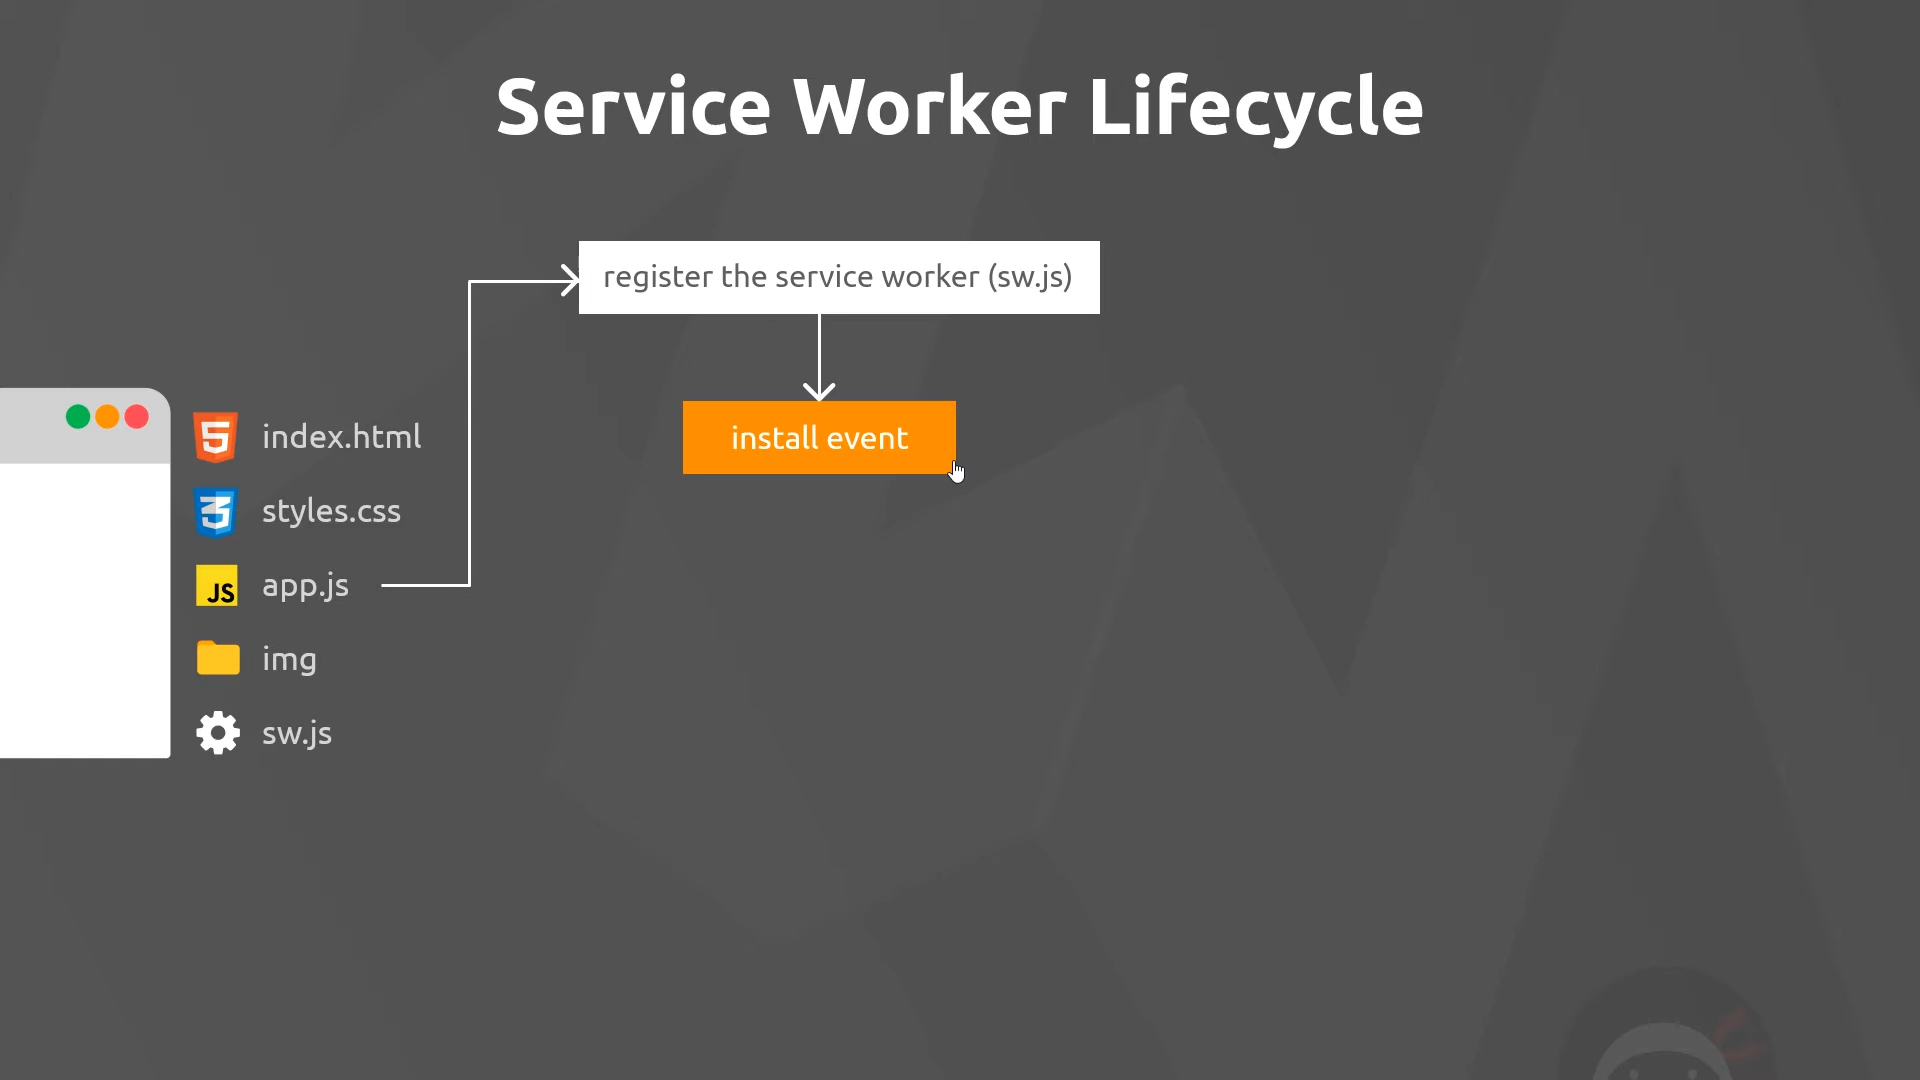 Service Worker Lifecycle
register the service worker (sw.js)
install event
index.html
styles.css
JS app.js
img
sw.js